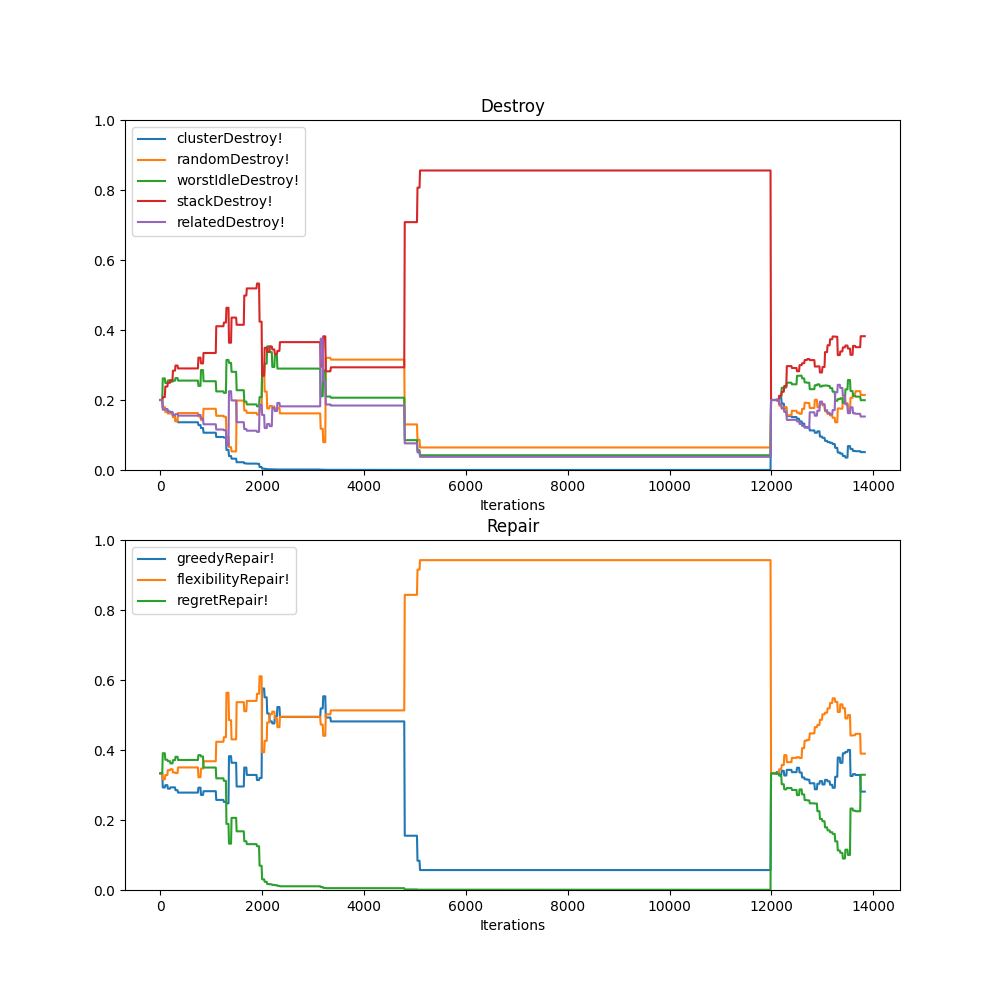 Destroy
1.0
0.8
0.6
0.4
0.2
0.0
clusterDestroy!
randomDestroy!
worstIdleDestroy!
stackDestroy!
relatedDestroy!
0 2000 4000 6000 8000 10000 12000 14000
Iterations
Repair
1.0
0.8
0.6
0.4
0.2
0.0
greedyRepair!
flexibilityRepair!
regretRepair!
0 2000 4000 6000 8000 10000 12000 14000
Iterations